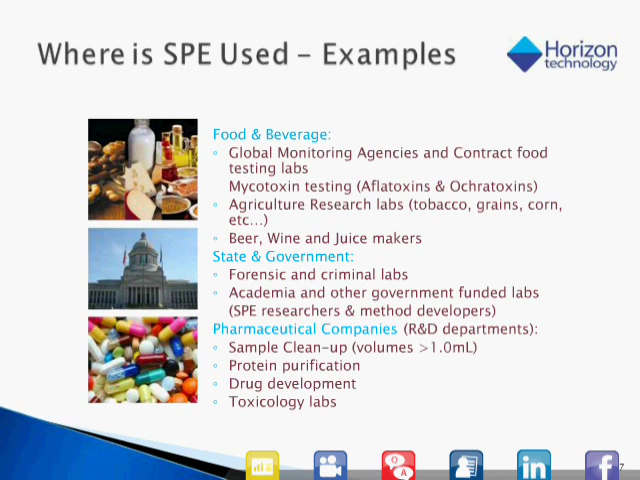 Where is SPE Used – Examples
Horizon
technology
Food & Beverage:
◦ Global Monitoring Agencies and Contract food
testing labs
Mycotoxin testing (Aflatoxins & Ochratoxins)
◦ Agriculture Research labs (tobacco, grains, corn,
etc…)
◦ Beer, Wine and Juice makers
State & Government:
◦ Forensic and criminal labs
◦ Academia and other government funded labs
(SPE researchers & method developers)
Pharmaceutical Companies (R&D departments):
◦ Sample Clean-up (volumes >1.0mL)
◦ Protein purification
◦ Drug development
◦ Toxicology labs
Q
A
in
f
7